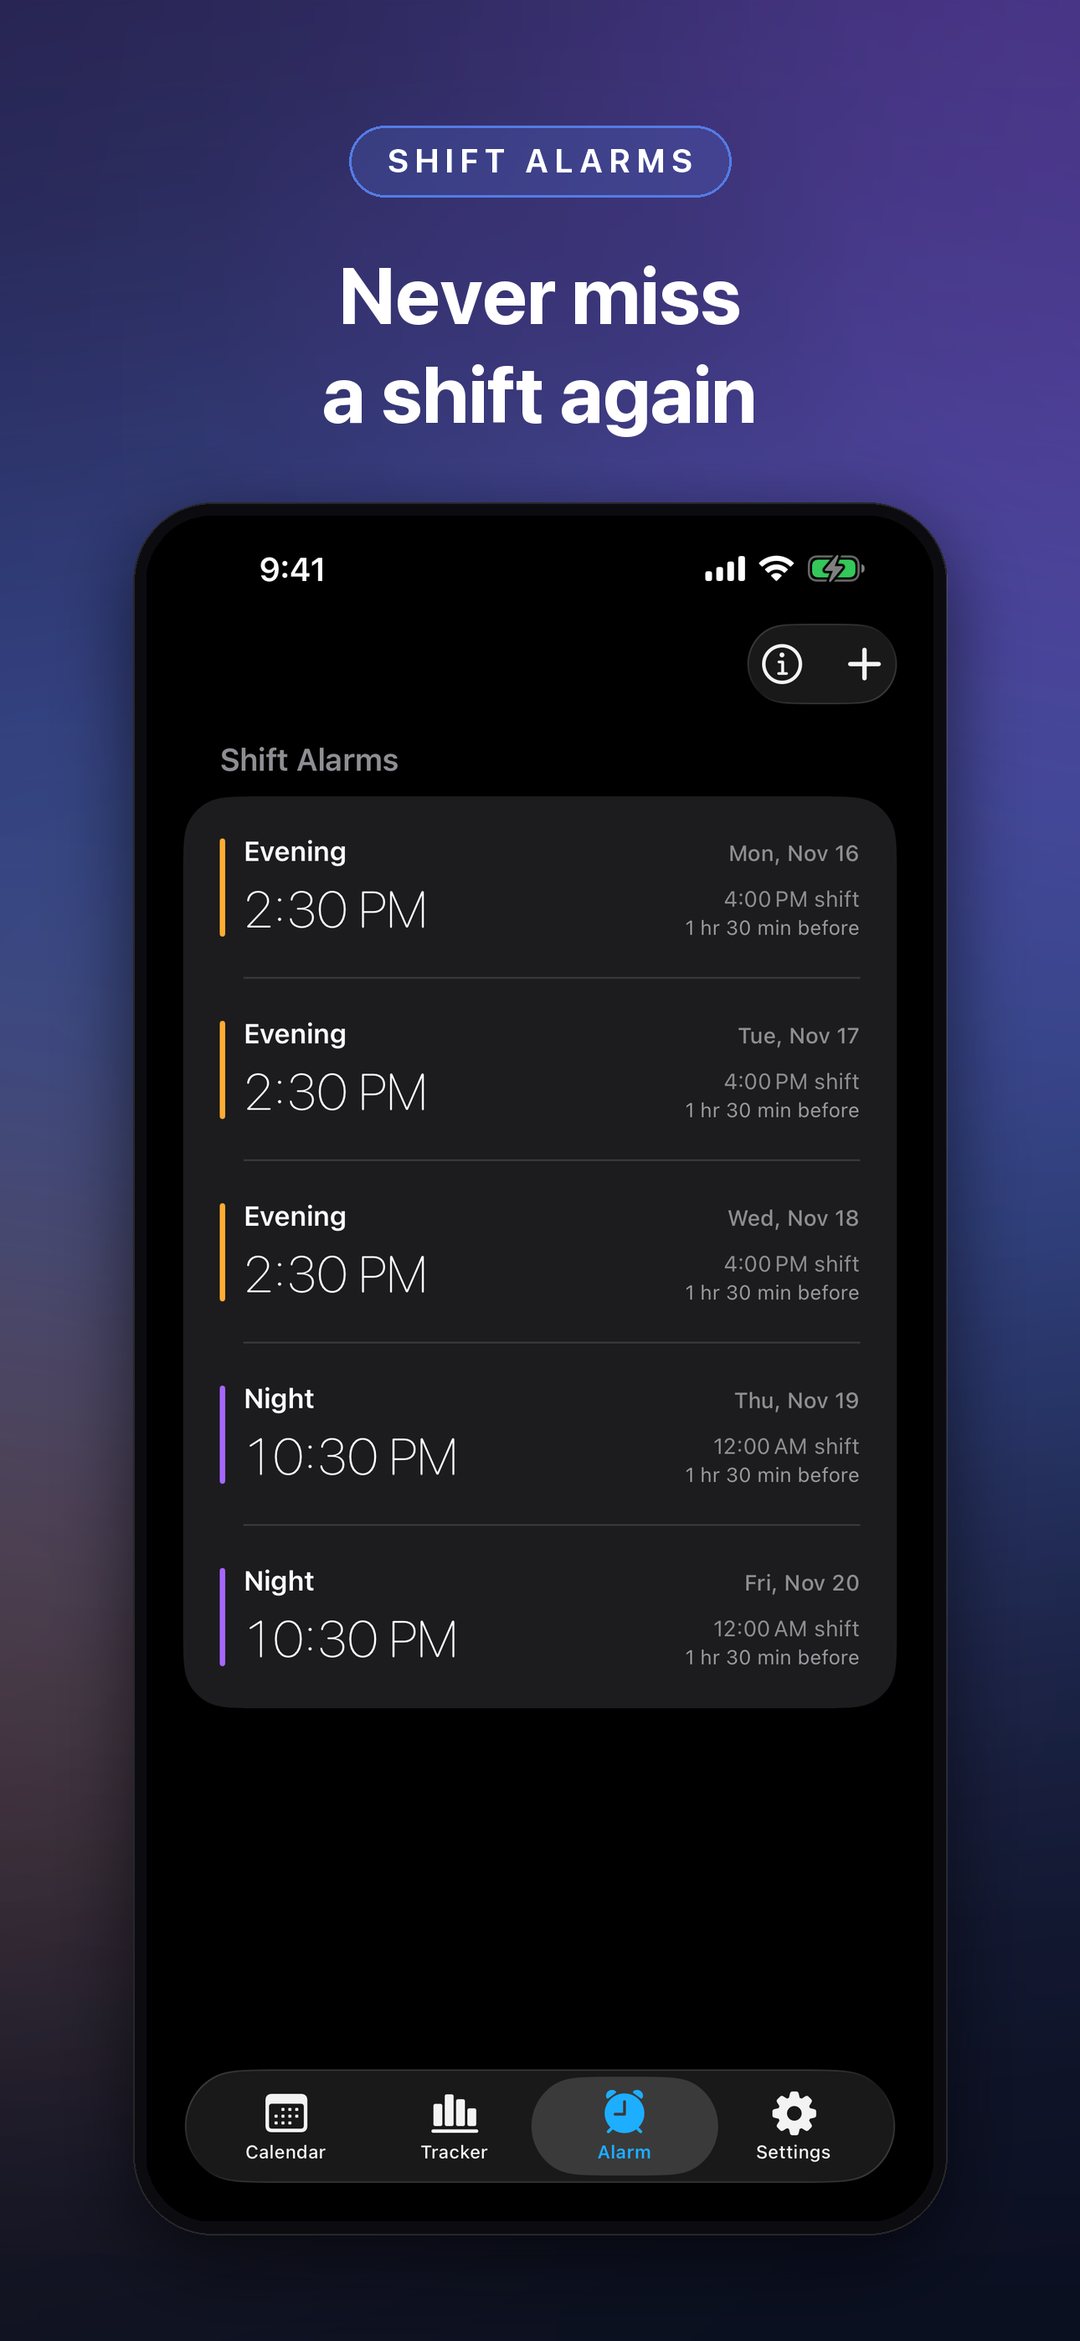 SHIFT ALARMS
Never miss
a shift again
9:41
Shift Alarms
Evening
Mon, Nov 16
2:30 PM
4:00 PM shift
1 hr 30 min before
Evening
Tue, Nov 17
2:30 PM
4:00 PM shift
1 hr 30 min before
Evening
Wed, Nov 18
2:30 PM
4:00 PM shift
1 hr 30 min before
Night
Thu, Nov 19
10:30 PM
12:00 AM shift
1 hr 30 min before
Night
Fri, Nov 20
10:30 PM
12:00 AM shift
1 hr 30 min before
Calendar
Tracker
Alarm
Settings